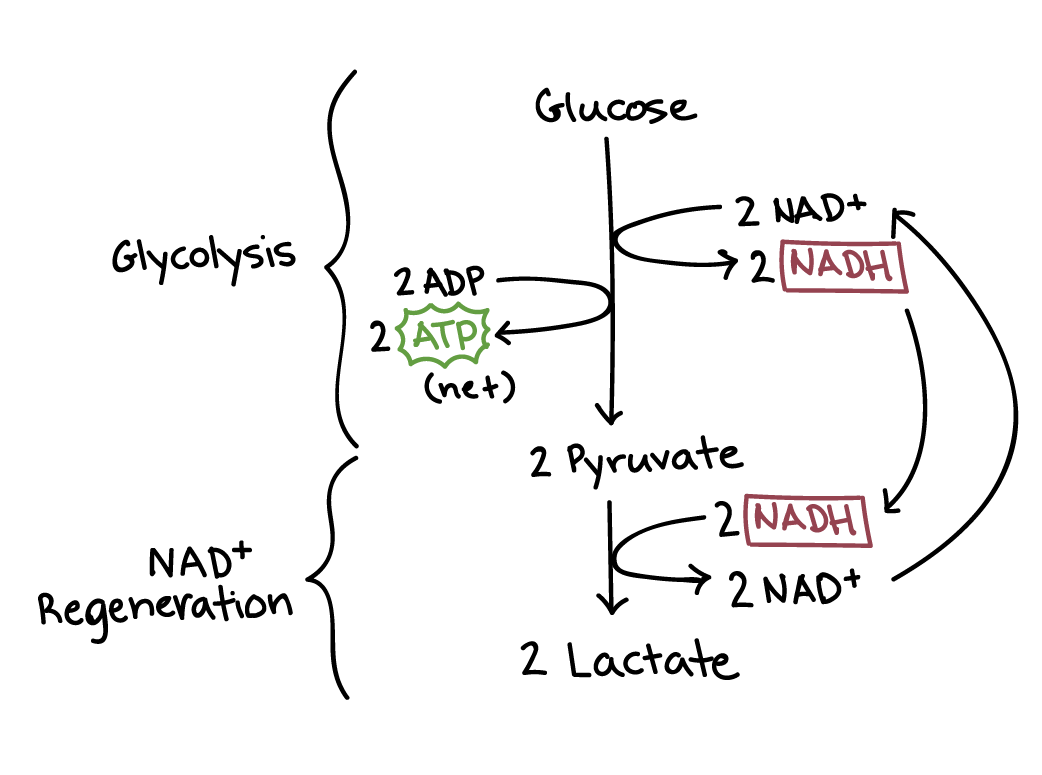 Glucose
2 NAD+
2 NADH
Glycolysis
2 ADP
2 ATP
(net)
2 Pyruvate
2 NADH
2 NAD+
NAD+
Regeneration
2 Lactate